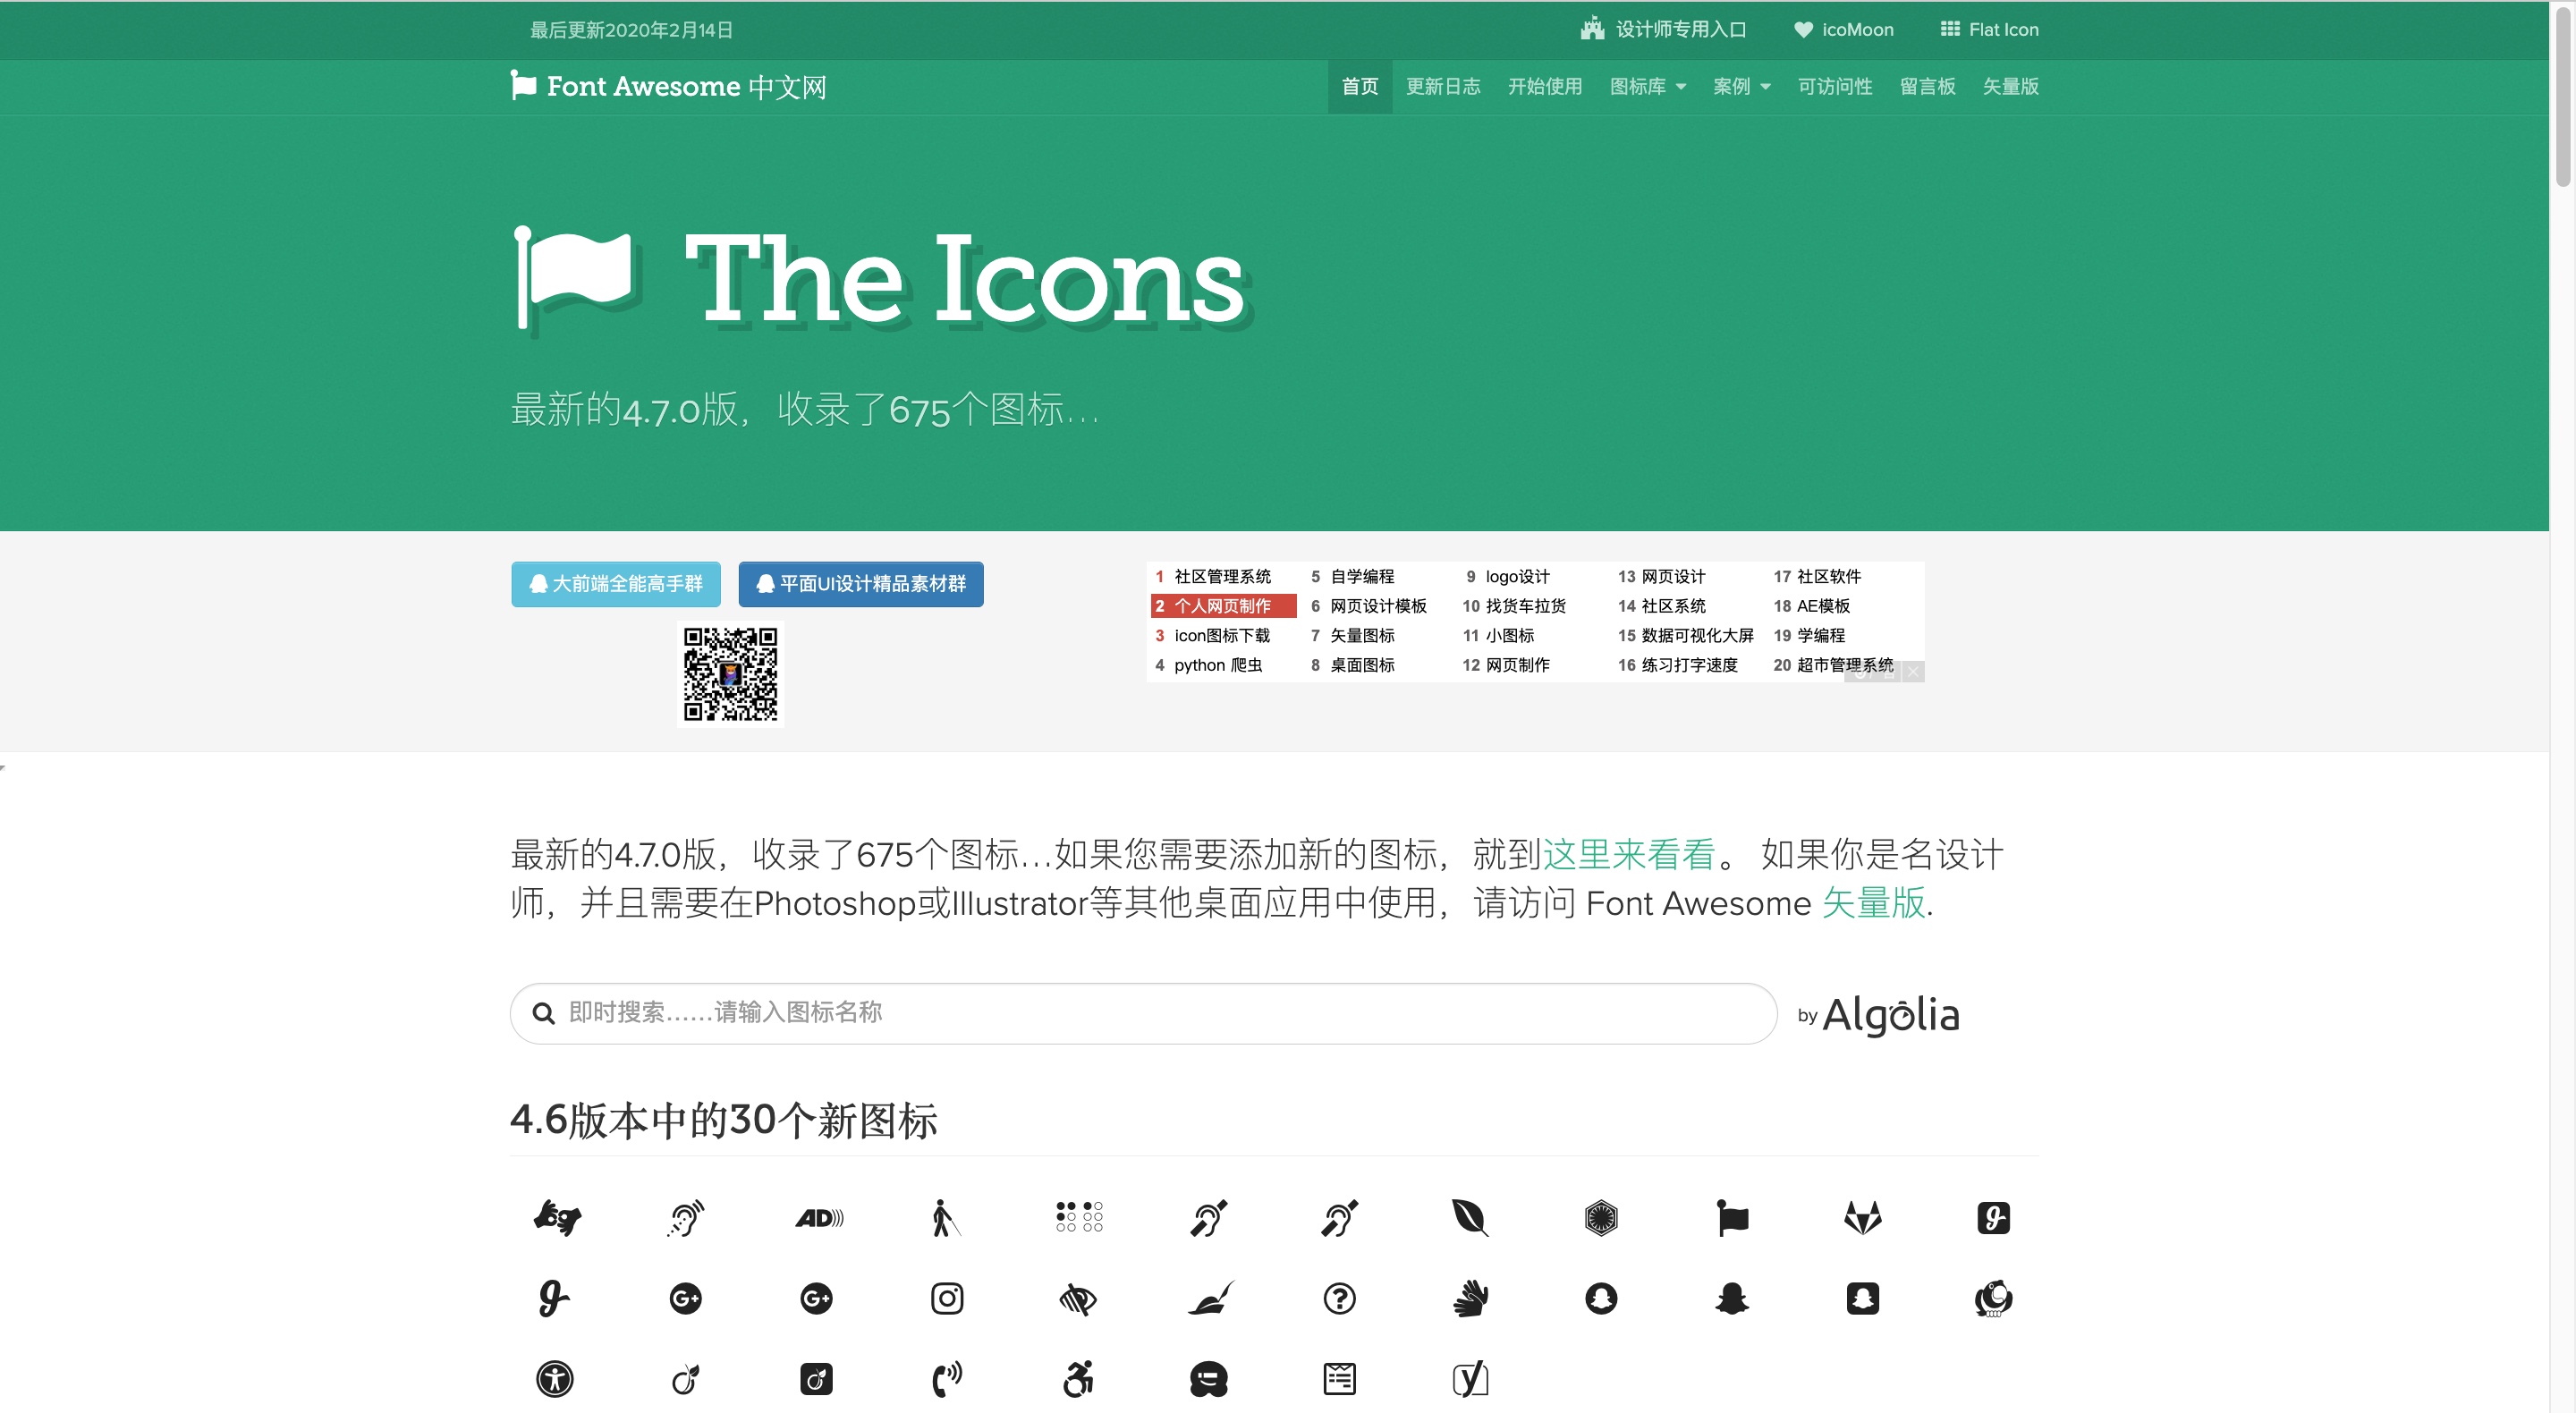 最后更新2020年2月14日
设计师专用入口 icoMoon Flat Icon
Font Awesome 中文网
首页 更新日志 开始使用 图标库 案例 可访问性 留言板 矢量版
The Icons
最新的4.7.0版，收录了675个图标...
大前端全能高手群 平面UI设计精品素材群
1 社区管理系统 5 自学编程 9 logo设计 13 网页设计 17 社区软件
2 个人网页制作 6 网页设计模板 10 找货车拉货 14 社区系统 18 AE模板
3 icon图标下载 7 矢量图标 11 小图标 15 数据可视化大屏 19 学编程
4 python 爬虫 8 桌面图标 12 网页制作 16 练习打字速度 20 超市管理系统
最新的4.7.0版，收录了675个图标...如果您需要添加新的图标，就到这里来看看。 如果你是名设计
师，并且需要在Photoshop或Illustrator等其他桌面应用中使用，请访问 Font Awesome 矢量版.
即时搜索……请输入图标名称
by Algolia
4.6版本中的30个新图标
AD
G+ G+